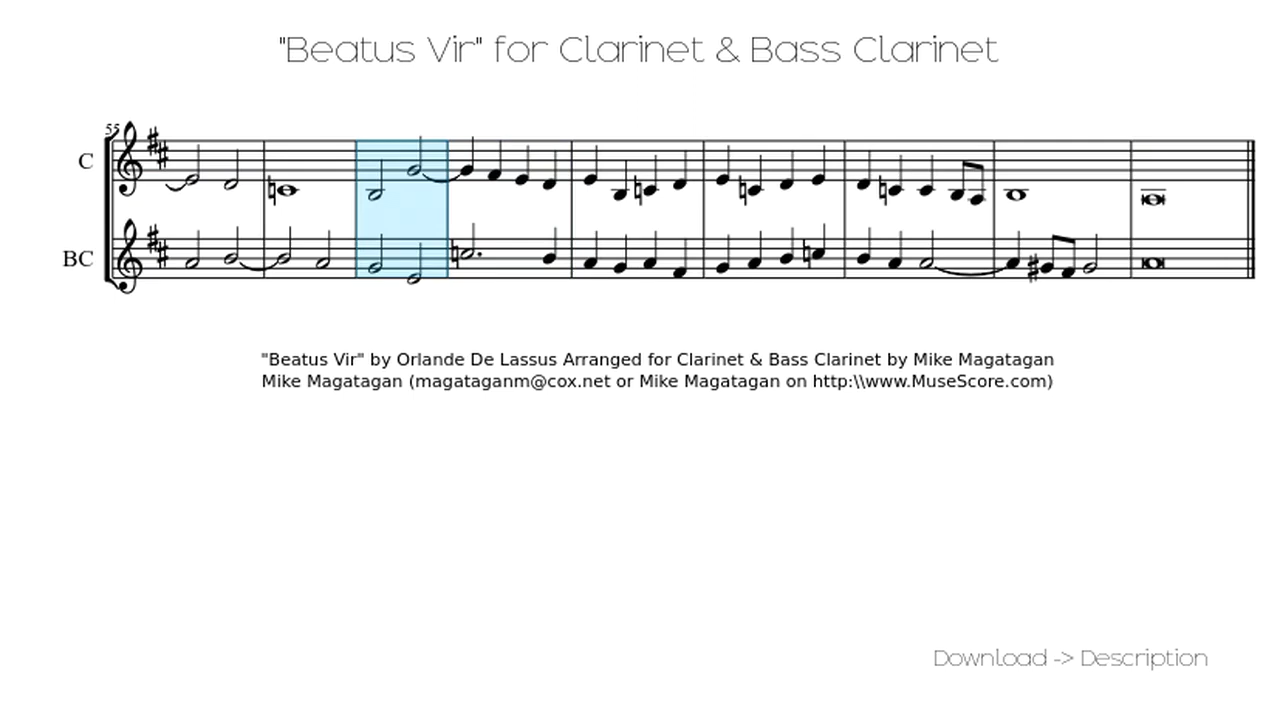 "Beatus Vir" for Clarinet & Bass Clarinet
55
C
BC
"Beatus Vir" by Orlande De Lassus Arranged for Clarinet & Bass Clarinet by Mike Magatagan
Mike Magatagan (magataganm@cox.net or Mike Magatagan on http:\\www.MuseScore.com)
Download -> Description